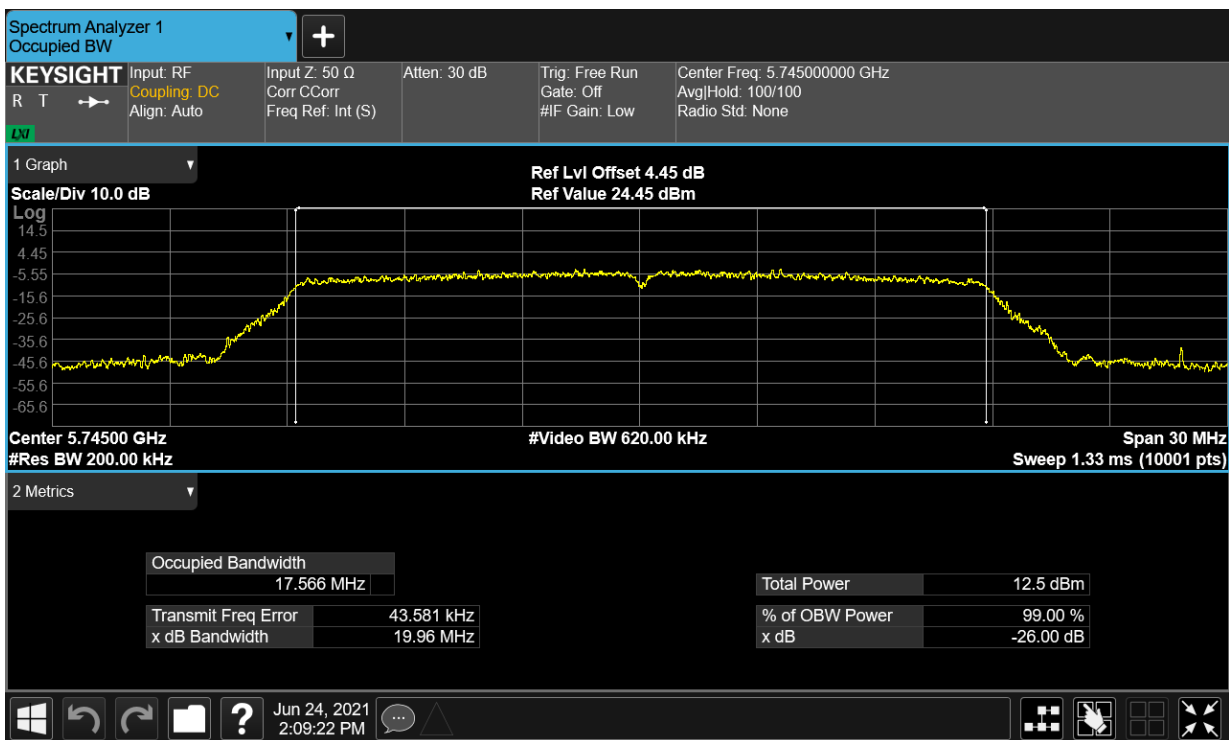 Spectrum Analyzer 1
Occupied BW
KEYSIGHT
R T
LXI
Input: RF
Coupling: DC
Align: Auto
Input Z: 50 Ω
Corr CCorr
Freq Ref: Int (S)
Atten: 30 dB
Trig: Free Run
Gate: Off
#IF Gain: Low
Center Freq: 5.745000000 GHz
Avg|Hold: 100/100
Radio Std: None
1 Graph
Scale/Div 10.0 dB
Ref Lvl Offset 4.45 dB
Ref Value 24.45 dBm
Log
14.5
4.45
-5.55
-15.6
-25.6
-35.6
-45.6
-55.6
-65.6
Center 5.74500 GHz
#Res BW 200.00 kHz
#Video BW 620.00 kHz
Span 30 MHz
Sweep 1.33 ms (10001 pts)
2 Metrics
Occupied Bandwidth
17.566 MHz
Transmit Freq Error 43.581 kHz
x dB Bandwidth 19.96 MHz
Total Power 12.5 dBm
% of OBW Power 99.00 %
x dB -26.00 dB
?
Jun 24, 2021
2:09:22 PM